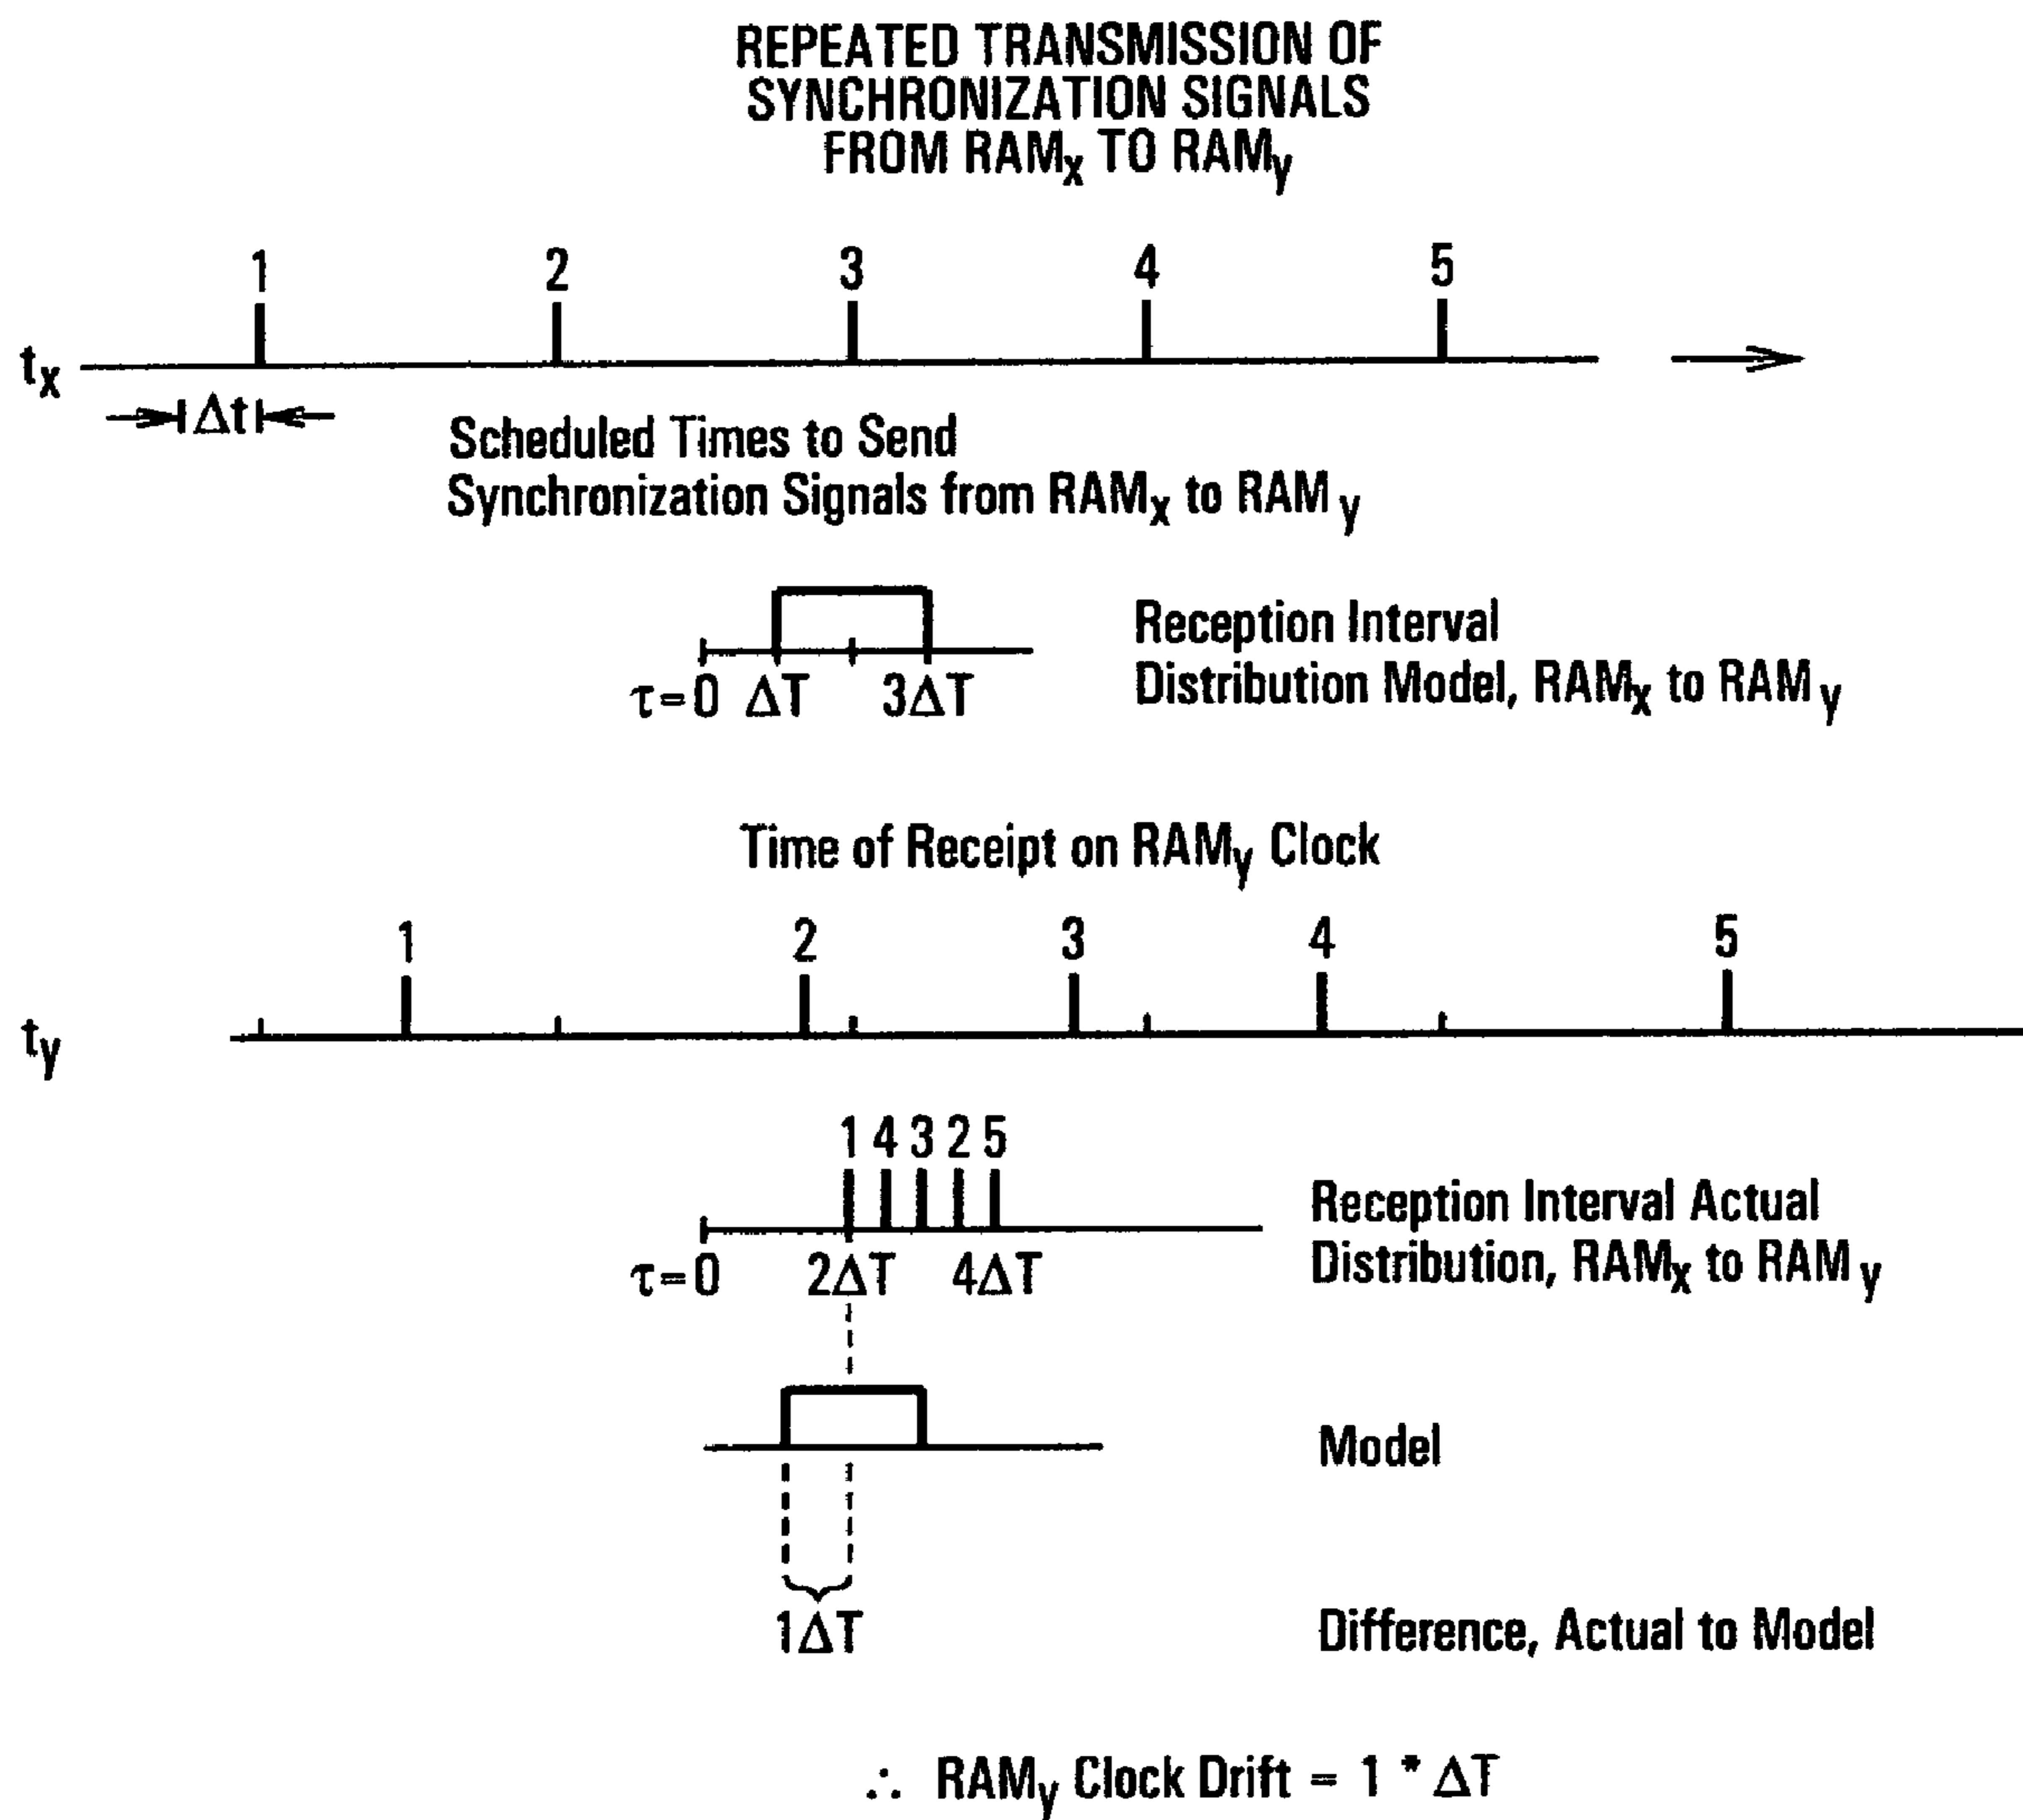 REPEATED TRANSMISSION OF
SYNCHRONIZATION SIGNALS
FROM RAMx TO RAMy
1 2 3 4 5
tx
Δt
Scheduled Times to Send
Synchronization Signals from RAMx to RAMy
Reception Interval
Distribution Model, RAMx to RAMy
τ=0 ΔT 3ΔT
Time of Receipt on RAMy Clock
1 2 3 4 5
ty
1 4 3 2 5
Reception Interval Actual
Distribution, RAMx to RAMy
τ=0 2ΔT 4ΔT
Model
1ΔT
Difference, Actual to Model
∴ RAMy Clock Drift = 1 * ΔT